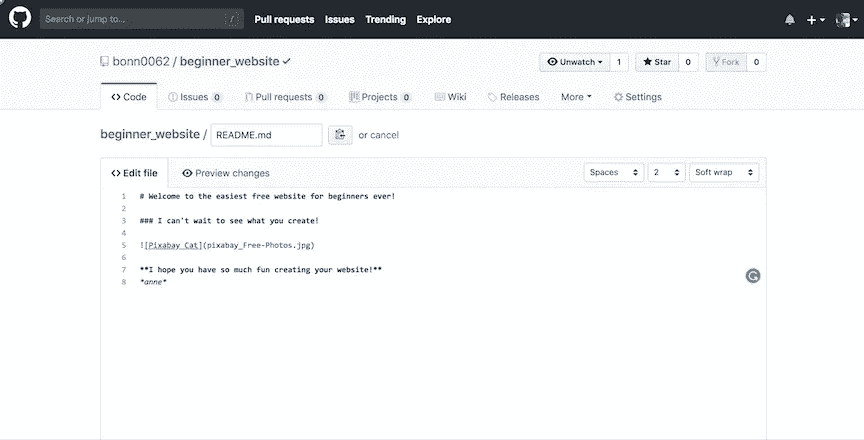 Search or jump to... /
Pull requests Issues Trending Explore
bonn0062 / beginner_website
Unwatch 1 Star 0 Fork 0
Code Issues 0 Pull requests 0 Projects 0 Wiki Releases More Settings
beginner_website / README.md or cancel
<> Edit file Preview changes Spaces 2 Soft wrap
1 # Welcome to the easiest free website for beginners ever!
2
3 ### I can't wait to see what you create!
4
5 ![Pixabay Cat](pixabay_Free-Photos.jpg)
6
7 **I hope you have so much fun creating your website!**
8 *anne*